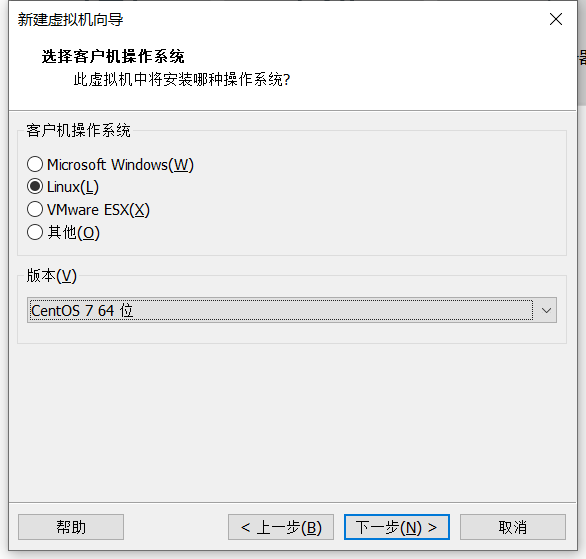 新建虚拟机向导
选择客户机操作系统
此虚拟机中将安装哪种操作系统?
客户机操作系统
Microsoft Windows(W)
Linux(L)
VMware ESX(X)
其他(O)
版本(V)
CentOS 7 64 位
帮助
< 上一步(B)
下一步(N) >
取消